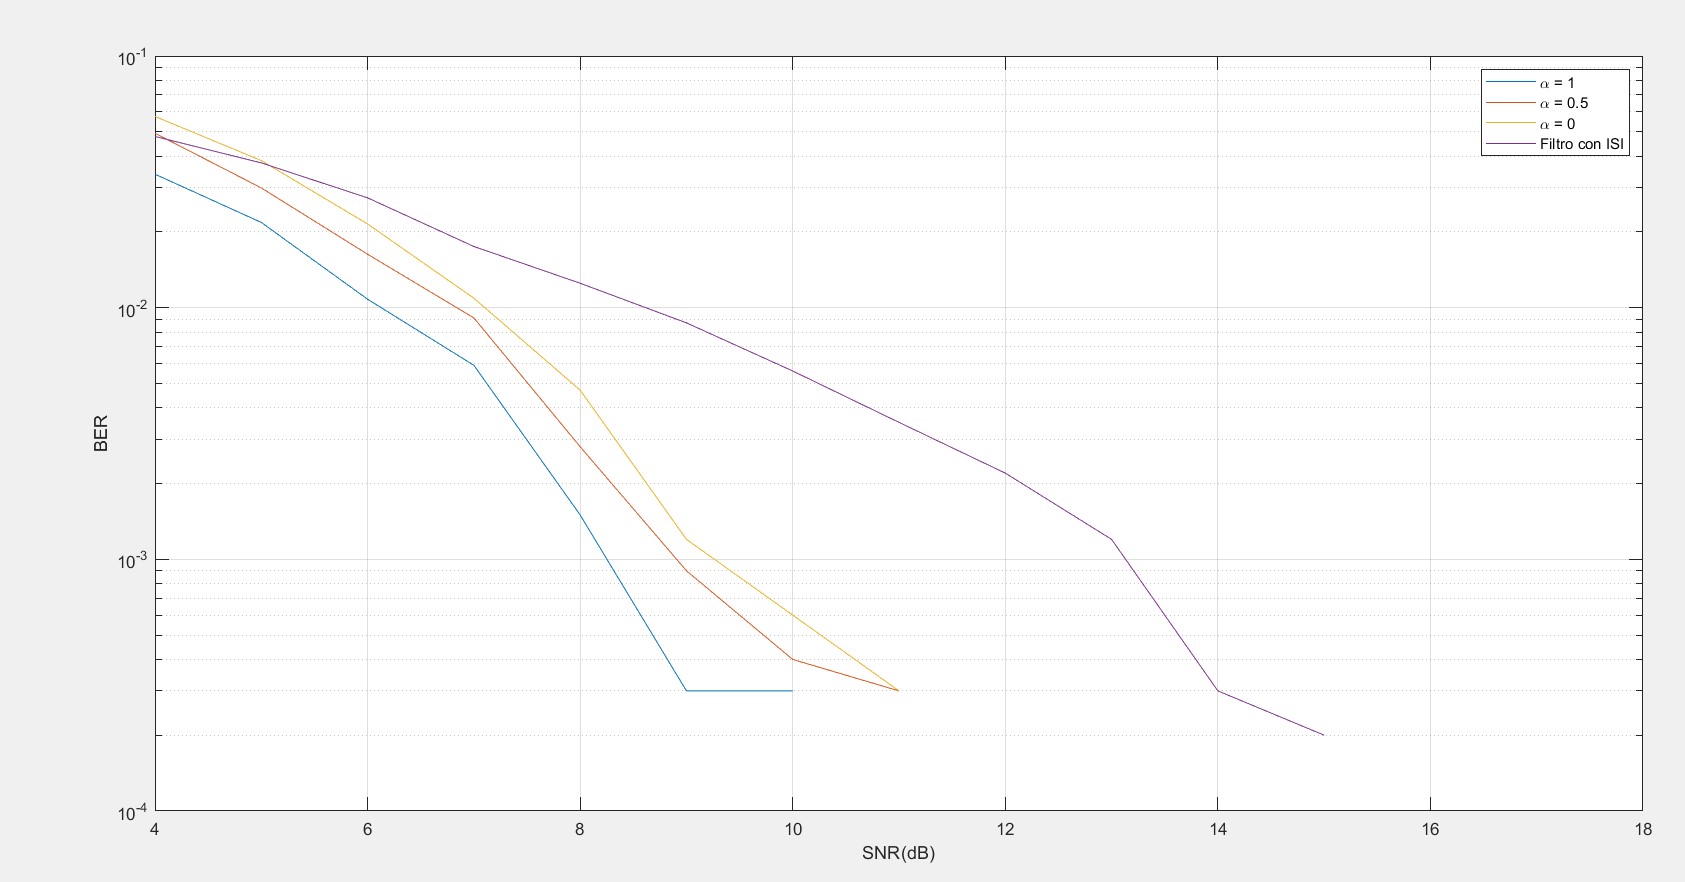 10^-1
10^-2
10^-3
10^-4
BER
4 6 8 10 12 14 16 18
SNR(dB)
α = 1
α = 0.5
α = 0
Filtro con ISI